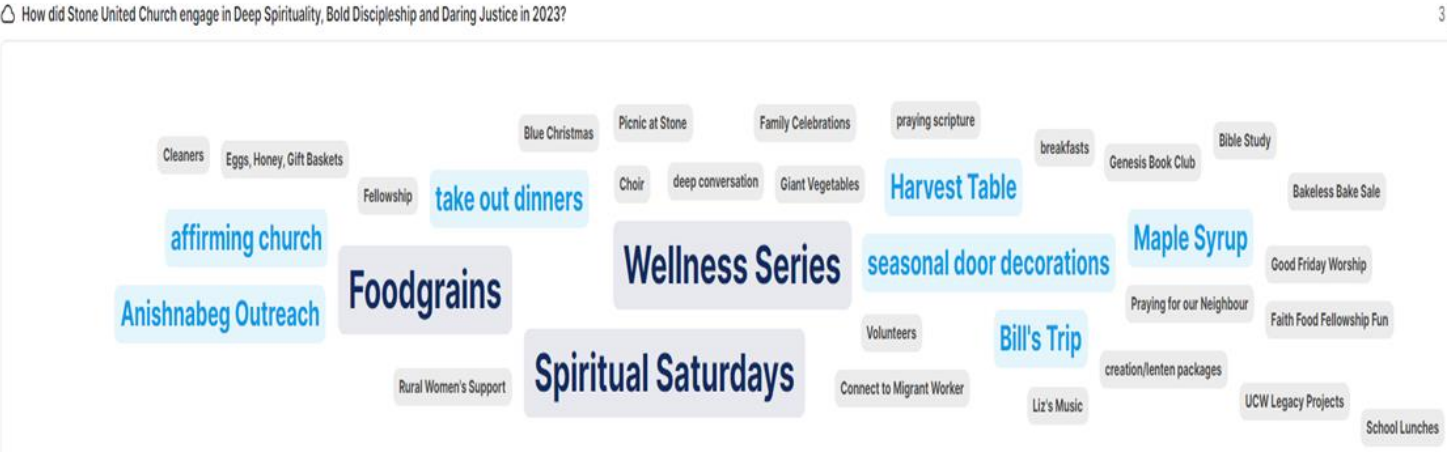 How did Stone United Church engage in Deep Spirituality, Bold Discipleship and Daring Justice in 2023?
3
Blue Christmas
Picnic at Stone
Family Celebrations
praying scripture
Cleaners
Eggs, Honey, Gift Baskets
breakfasts
Genesis Book Club
Bible Study
Fellowship
take out dinners
Choir
deep conversation
Giant Vegetables
Harvest Table
Bakeless Bake Sale
affirming church
Foodgrains
Wellness Series
seasonal door decorations
Maple Syrup
Good Friday Worship
Anishnabeg Outreach
Praying for our Neighbour
Faith Food Fellowship Fun
Volunteers
Bill's Trip
Rural Women's Support
Spiritual Saturdays
Connect to Migrant Worker
creation/lenten packages
Liz's Music
UCW Legacy Projects
School Lunches